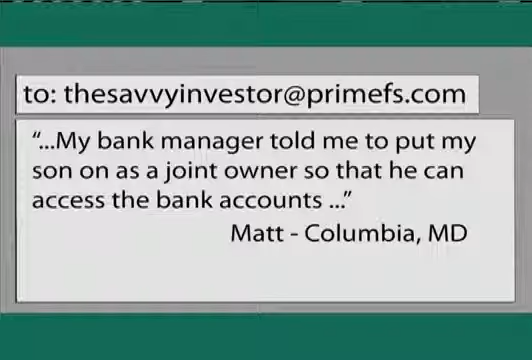 to: thesavvyinvestor@primefs.com
“...My bank manager told me to put my
son on as a joint owner so that he can
access the bank accounts ...”
Matt - Columbia, MD